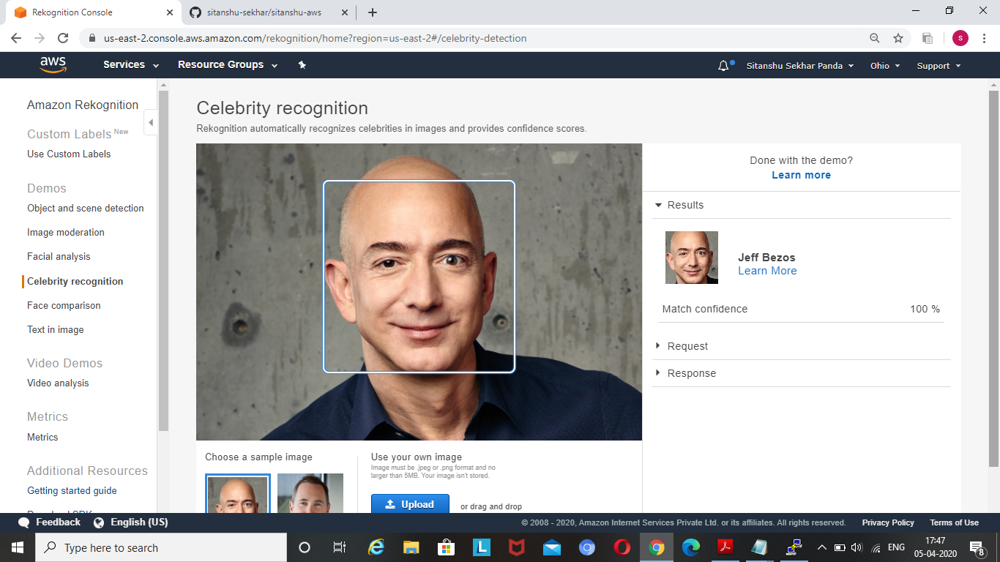 Rekognition Console
sitanshu-sekhar/sitanshu-aws
us-east-2.console.aws.amazon.com/rekognition/home?region=us-east-2#/celebrity-detection
s
aws
Services
Resource Groups
Sitanshu Sekhar Panda
Ohio
Support
Amazon Rekognition
Custom Labels New
Use Custom Labels
Demos
Object and scene detection
Image moderation
Facial analysis
Celebrity recognition
Face comparison
Text in image
Video Demos
Video analysis
Metrics
Metrics
Additional Resources
Getting started guide
Celebrity recognition
Rekognition automatically recognizes celebrities in images and provides confidence scores.
Choose a sample image
Use your own image
Image must be .jpeg or .png format and no
larger than 5MB. Your image isn't stored.
Upload
or drag and drop
Done with the demo?
Learn more
Results
Jeff Bezos
Learn More
Match confidence 100 %
Request
Response
Feedback
English (US)
© 2008 - 2020, Amazon Internet Services Private Ltd. or its affiliates. All rights reserved.
Privacy Policy
Terms of Use
Type here to search
L
ENG
17:47
05-04-2020
8